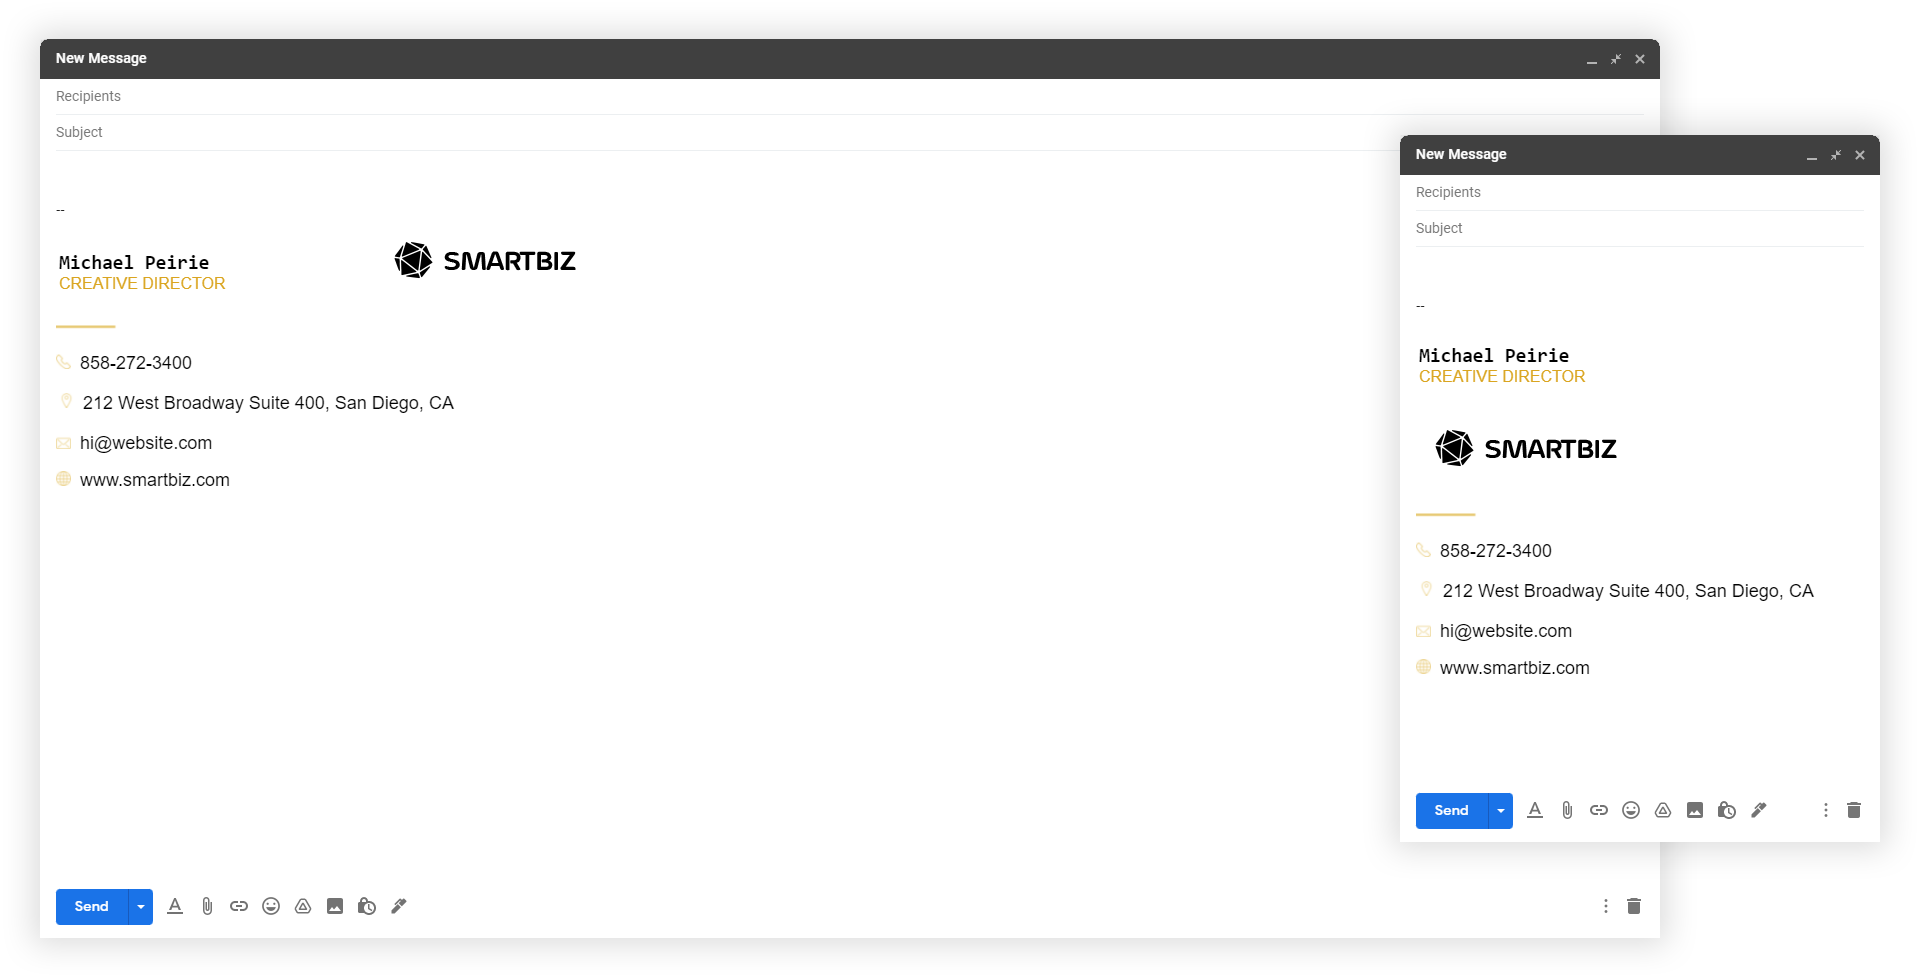 New Message
Recipients
Subject
--
Michael Peirie
CREATIVE DIRECTOR
SMARTBIZ
858-272-3400
212 West Broadway Suite 400, San Diego, CA
hi@website.com
www.smartbiz.com
Send
New Message
Recipients
Subject
--
Michael Peirie
CREATIVE DIRECTOR
SMARTBIZ
858-272-3400
212 West Broadway Suite 400, San Diego, CA
hi@website.com
www.smartbiz.com
Send